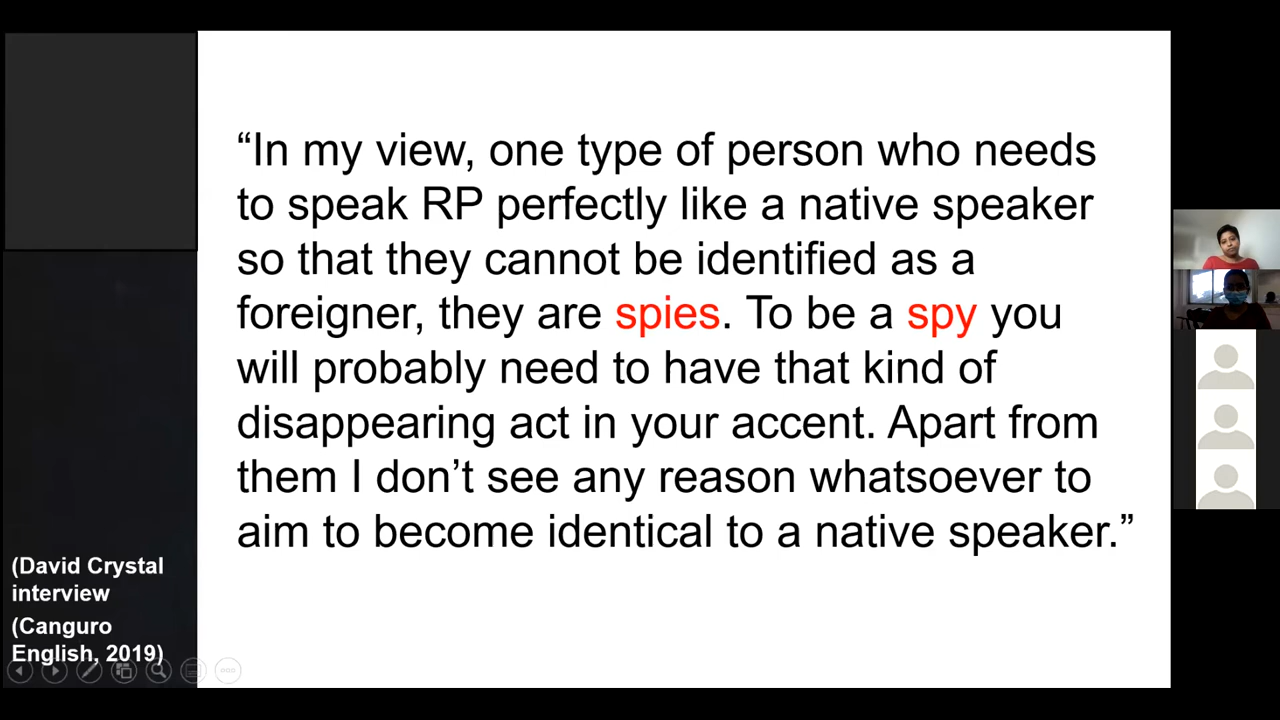 “In my view, one type of person who needs
to speak RP perfectly like a native speaker
so that they cannot be identified as a
foreigner, they are spies. To be a spy you
will probably need to have that kind of
disappearing act in your accent. Apart from
them I don’t see any reason whatsoever to
aim to become identical to a native speaker.”
(David Crystal
interview
(Canguro
English, 2019)